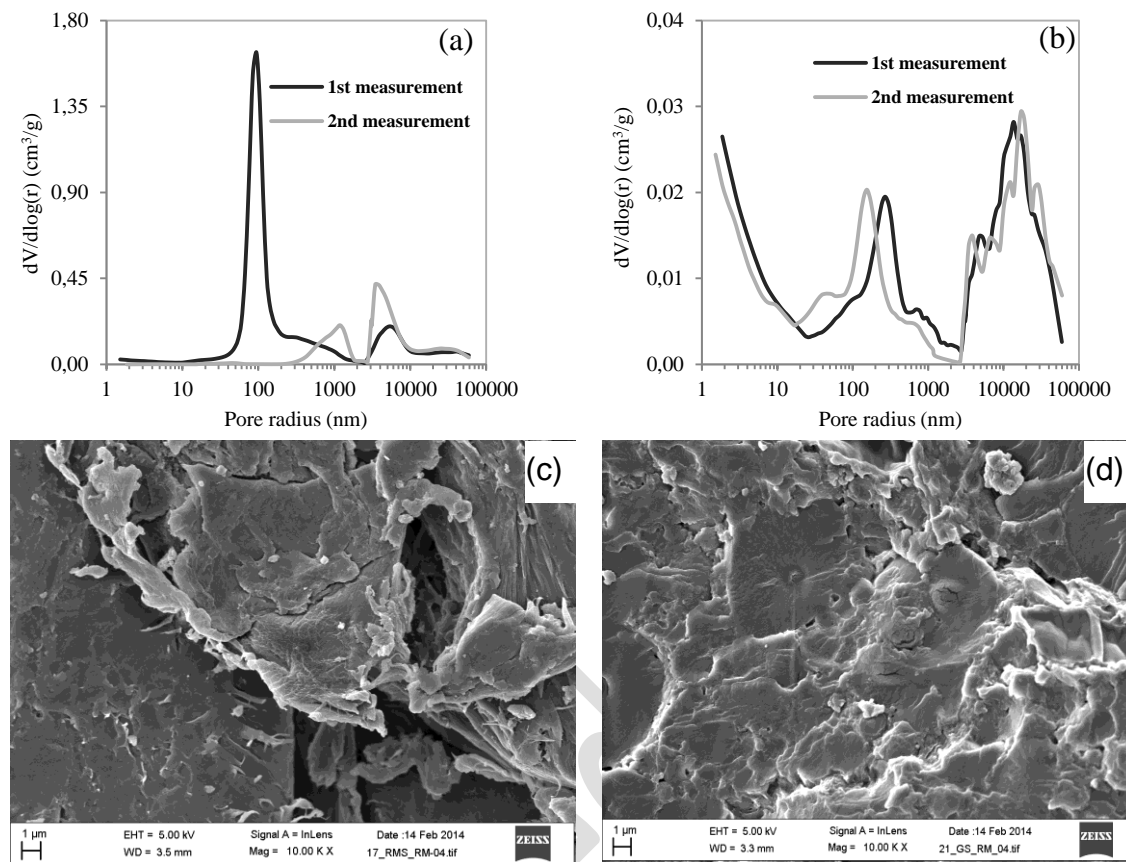 (a)
1st measurement
2nd measurement
dV/dlog(r) (cm³/g)
1,80
1,35
0,90
0,45
0,00
1 10 100 1000 10000 100000
Pore radius (nm)
(b)
1st measurement
2nd measurement
dV/dlog(r) (cm³/g)
0,04
0,03
0,02
0,01
0,00
1 10 100 1000 10000 100000
Pore radius (nm)
(c)
1 µm
EHT = 5.00 kV Signal A = InLens Date :14 Feb 2014
WD = 3.5 mm Mag = 10.00 K X 17_RMS_RM-04.tif
ZEISS
(d)
1 µm
EHT = 5.00 kV Signal A = InLens Date :14 Feb 2014
WD = 3.3 mm Mag = 10.00 K X 21_GS_RM_04.tif
ZEISS